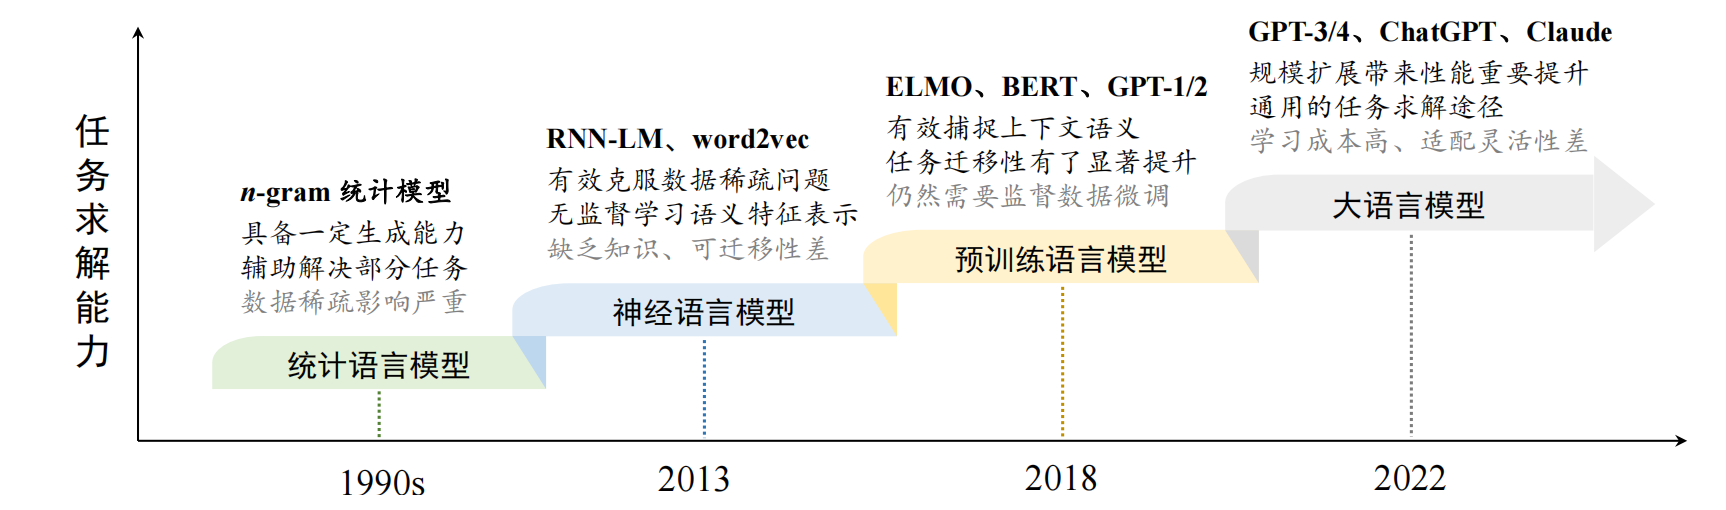 任务求解能力
n-gram 统计模型
具备一定生成能力
辅助解决部分任务
数据稀疏影响严重
统计语言模型
1990s
RNN-LM、word2vec
有效克服数据稀疏问题
无监督学习语义特征表示
缺乏知识、可迁移性差
神经语言模型
2013
ELMO、BERT、GPT-1/2
有效捕捉上下文语义
任务迁移性有了显著提升
仍然需要监督数据微调
预训练语言模型
2018
GPT-3/4、ChatGPT、Claude
规模扩展带来性能重要提升
通用的任务求解途径
学习成本高、适配灵活性差
大语言模型
2022